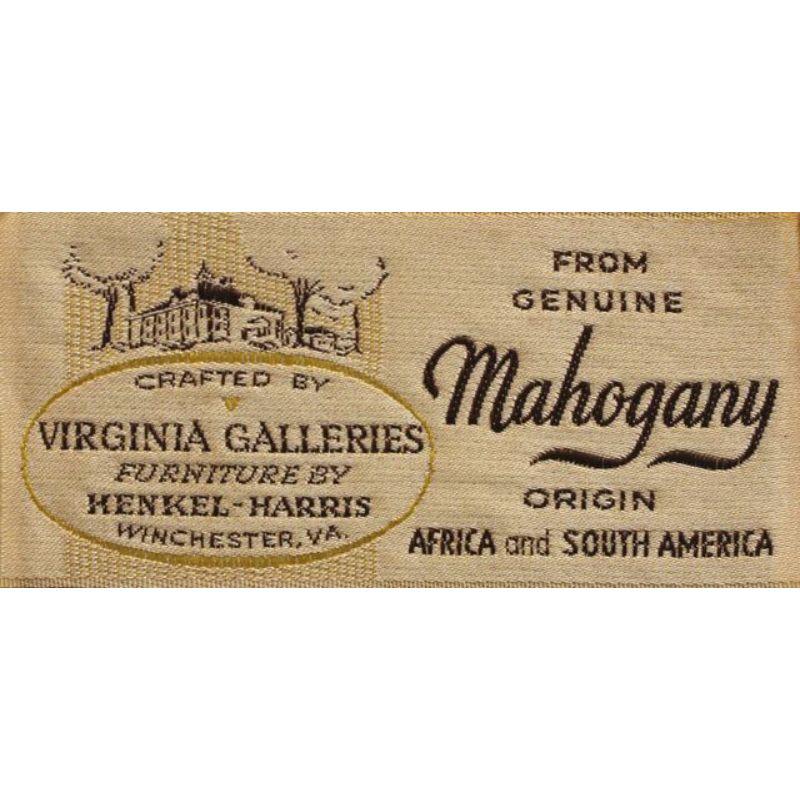 CRAFTED BY
VIRGINIA GALLERIES
FURNITURE BY
HENKEL-HARRIS
WINCHESTER, VA.
FROM
GENUINE
Mahogany
ORIGIN
AFRICA and SOUTH AMERICA